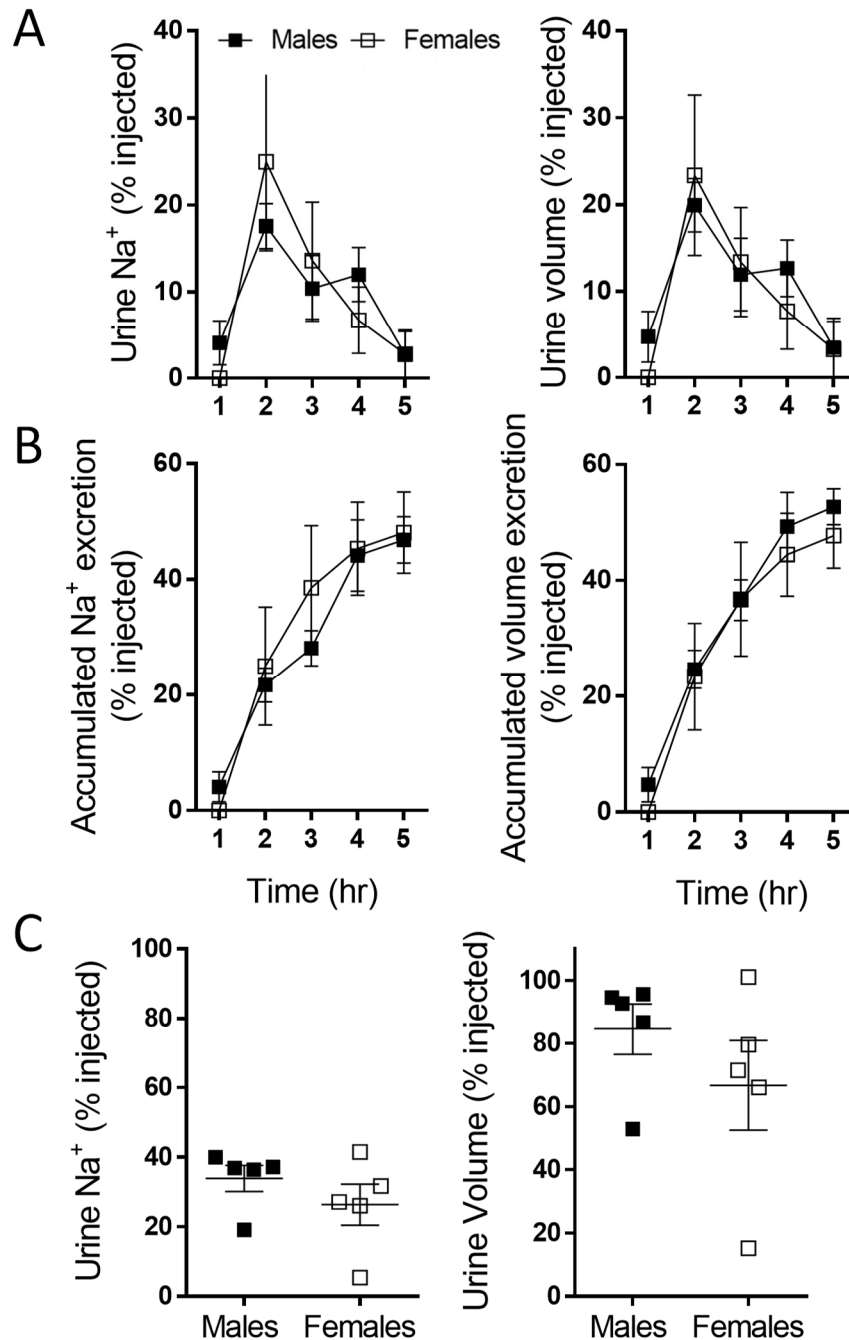 A
Males Females
Urine Na⁺ (% injected)
40
30
20
10
0
1 2 3 4 5
Urine volume (% injected)
40
30
20
10
0
1 2 3 4 5
B
Accumulated Na⁺ excretion
(% injected)
60
40
20
0
1 2 3 4 5
Time (hr)
Accumulated volume excretion
(% injected)
60
40
20
0
1 2 3 4 5
Time (hr)
C
Urine Na⁺ (% injected)
100
80
60
40
20
0
Males Females
Urine Volume (% injected)
100
80
60
40
20
0
Males Females